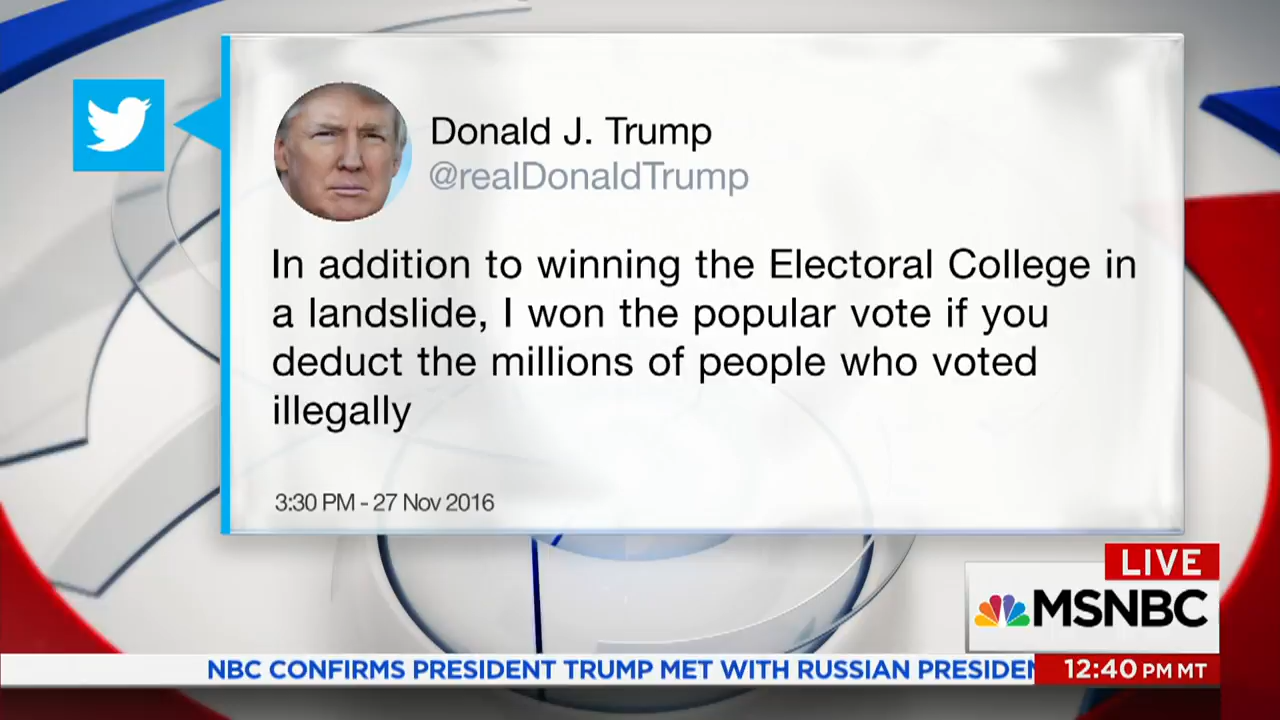 Donald J. Trump
@realDonaldTrump
In addition to winning the Electoral College in
a landslide, I won the popular vote if you
deduct the millions of people who voted
illegally
3:30 PM - 27 Nov 2016
LIVE
MSNBC
NBC CONFIRMS PRESIDENT TRUMP MET WITH RUSSIAN PRESIDEN
12:40 PM MT